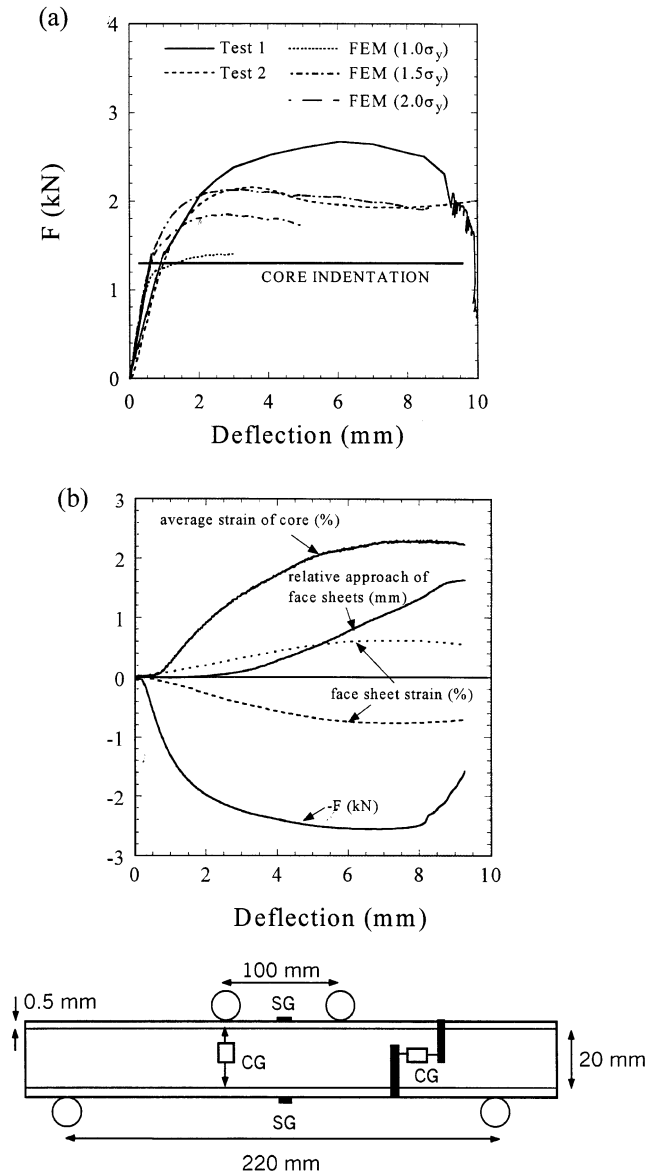 (a)
Test 1
Test 2
FEM (1.0σy)
FEM (1.5σy)
FEM (2.0σy)
4
3
2
1
0
F (kN)
CORE INDENTATION
0 2 4 6 8 10
Deflection (mm)
(b)
3
2
1
0
-1
-2
-3
average strain of core (%)
relative approach of
face sheets (mm)
face sheet strain (%)
-F (kN)
0 2 4 6 8 10
Deflection (mm)
100 mm
0.5 mm
SG
CG
CG
20 mm
SG
220 mm